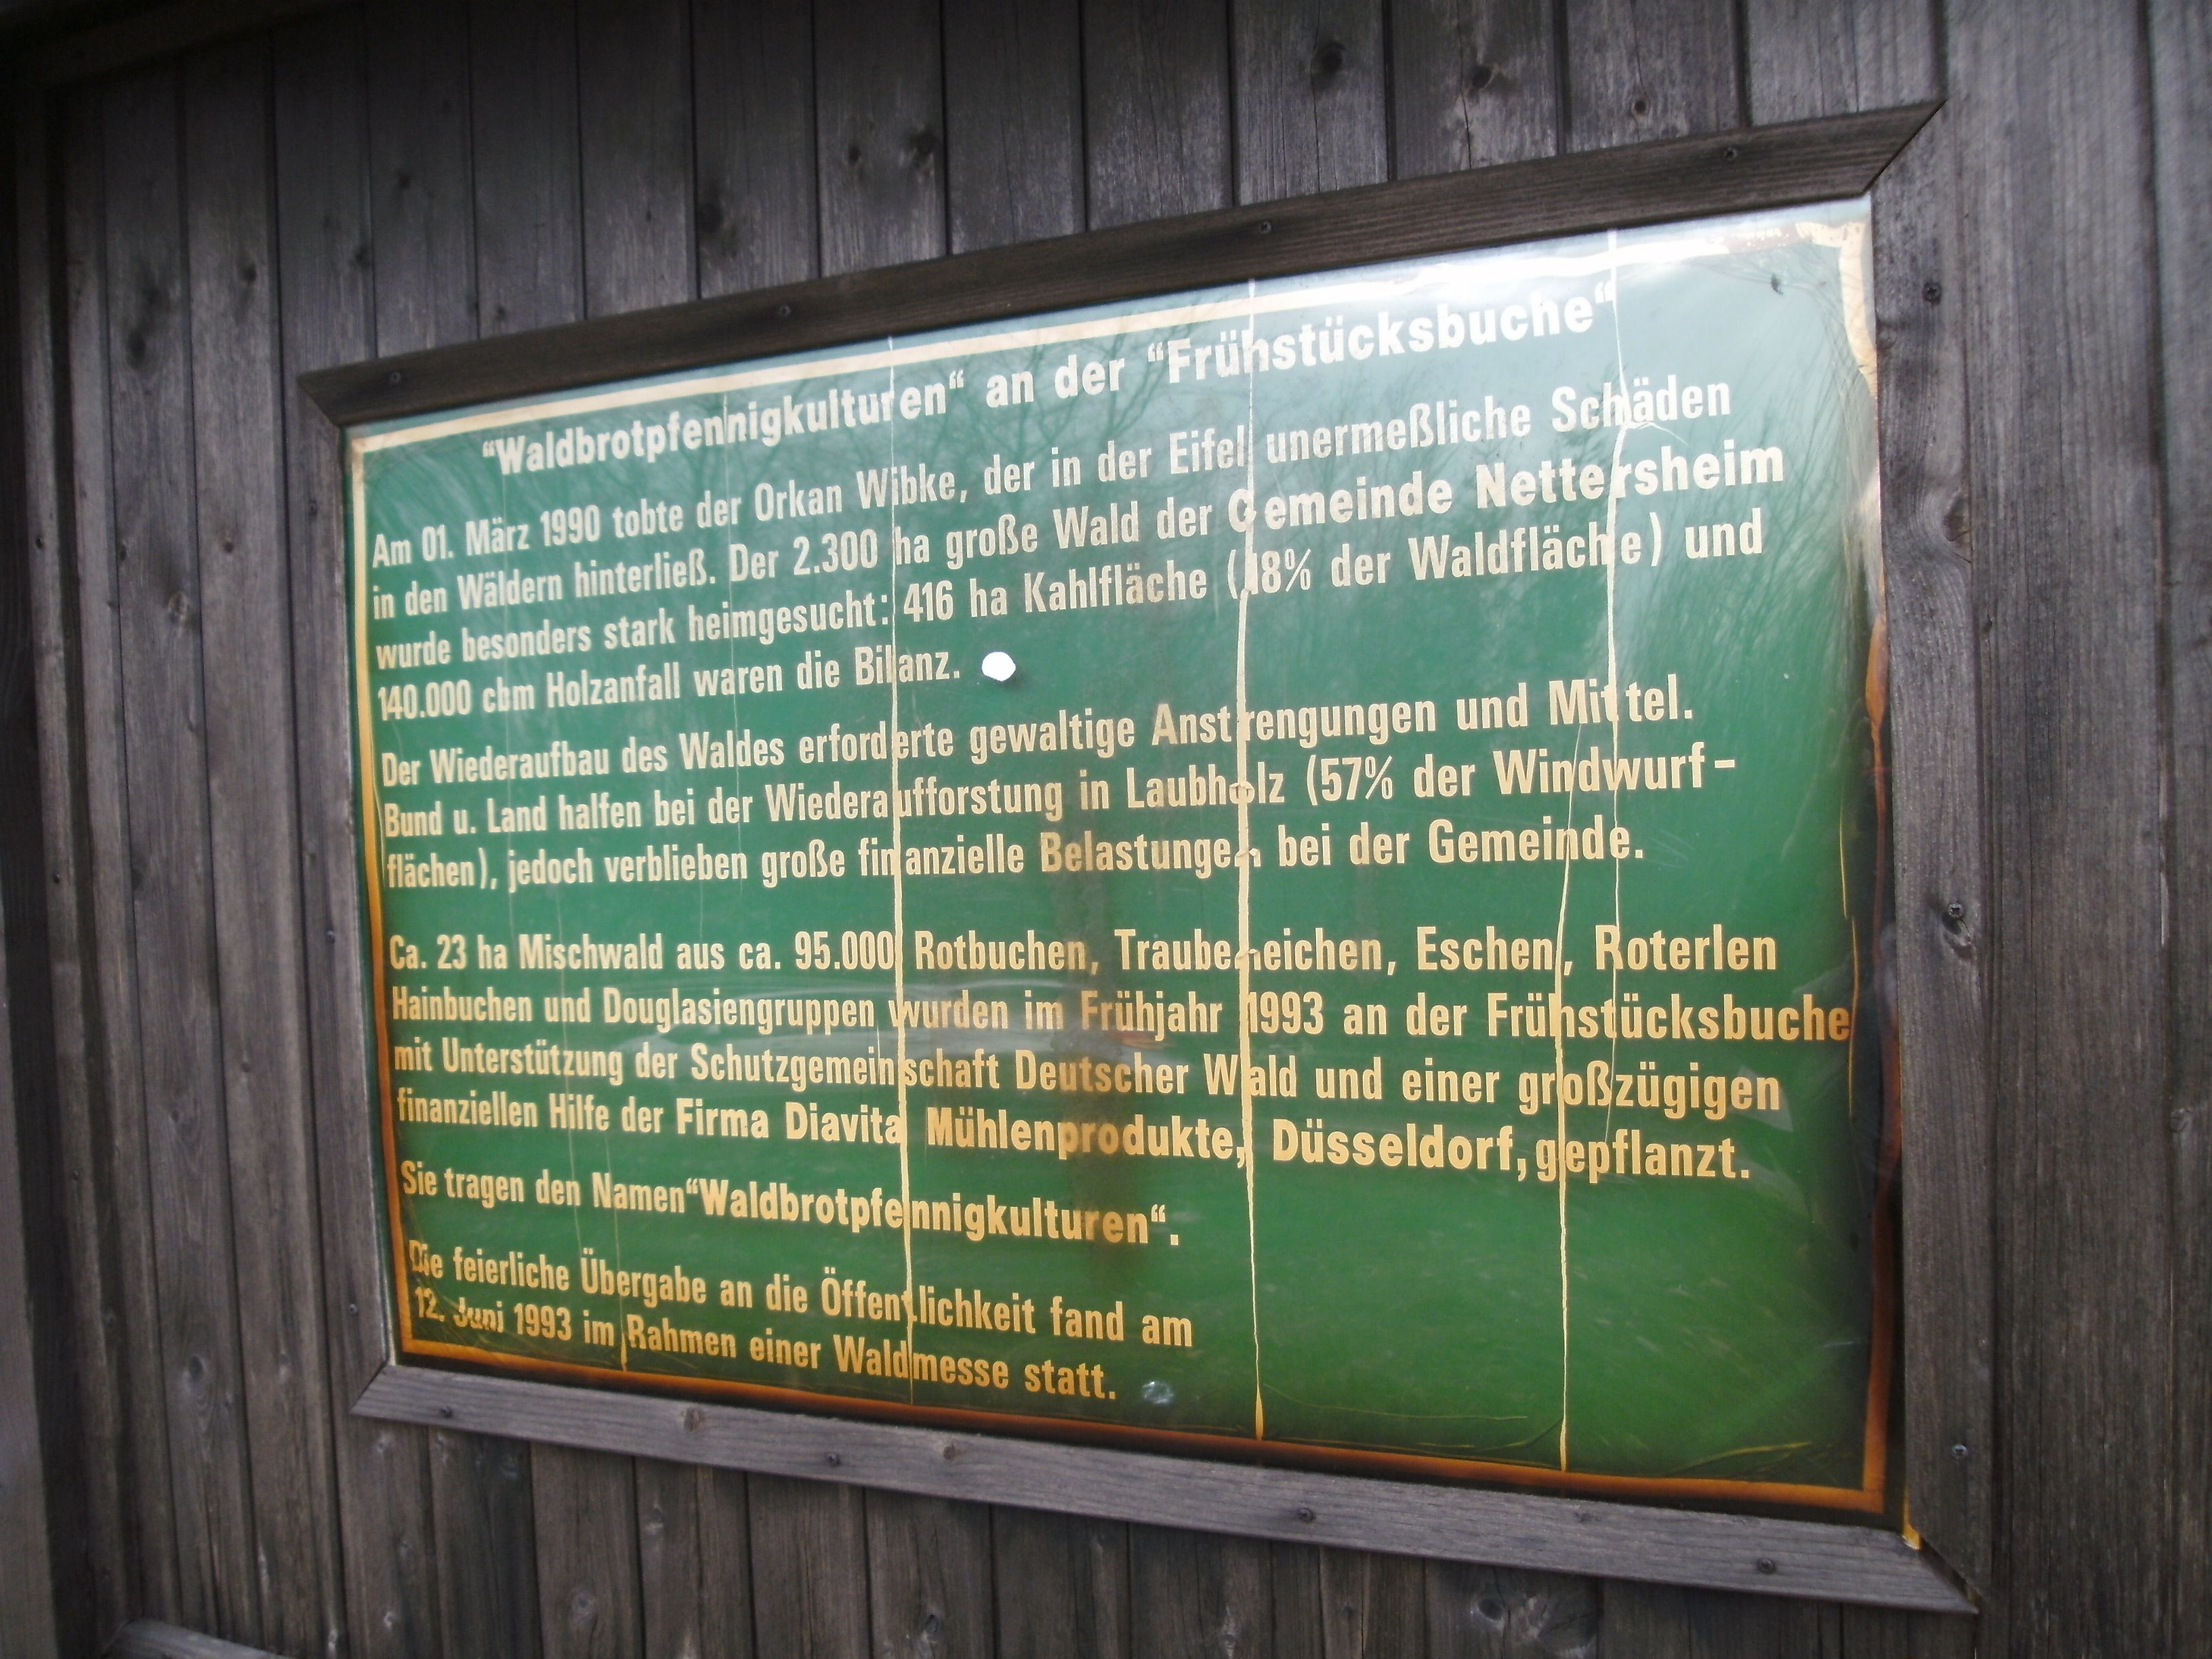 “Waldbrotpfennigkulturen“ an der “Frühstücksbuche“
Am 01. März 1990 tobte der Orkan Wibke, der in der Eifel unermeßliche Schäden
in den Wäldern hinterließ. Der 2.300 ha große Wald der Gemeinde Nettersheim
wurde besonders stark heimgesucht: 416 ha Kahlfläche (18% der Waldfläche) und
140.000 cbm Holzanfall waren die Bilanz.
Der Wiederaufbau des Waldes erforderte gewaltige Anstrengungen und Mittel.
Bund u. Land halfen bei der Wiederaufforstung in Laubholz (57% der Windwurf-
flächen), jedoch verblieben große finanzielle Belastungen bei der Gemeinde.
Ca. 23 ha Mischwald aus ca. 95.000 Rotbuchen, Traubeneichen, Eschen, Roterlen
Hainbuchen und Douglasiengruppen wurden im Frühjahr 1993 an der Frühstücksbuche
mit Unterstützung der Schutzgemeinschaft Deutscher Wald und einer großzügigen
finanziellen Hilfe der Firma Diavita Mühlenprodukte, Düsseldorf, gepflanzt.
Sie tragen den Namen“Waldbrotpfennigkulturen“.
Die feierliche Übergabe an die Öffentlichkeit fand am
12. Juni 1993 im Rahmen einer Waldmesse statt.